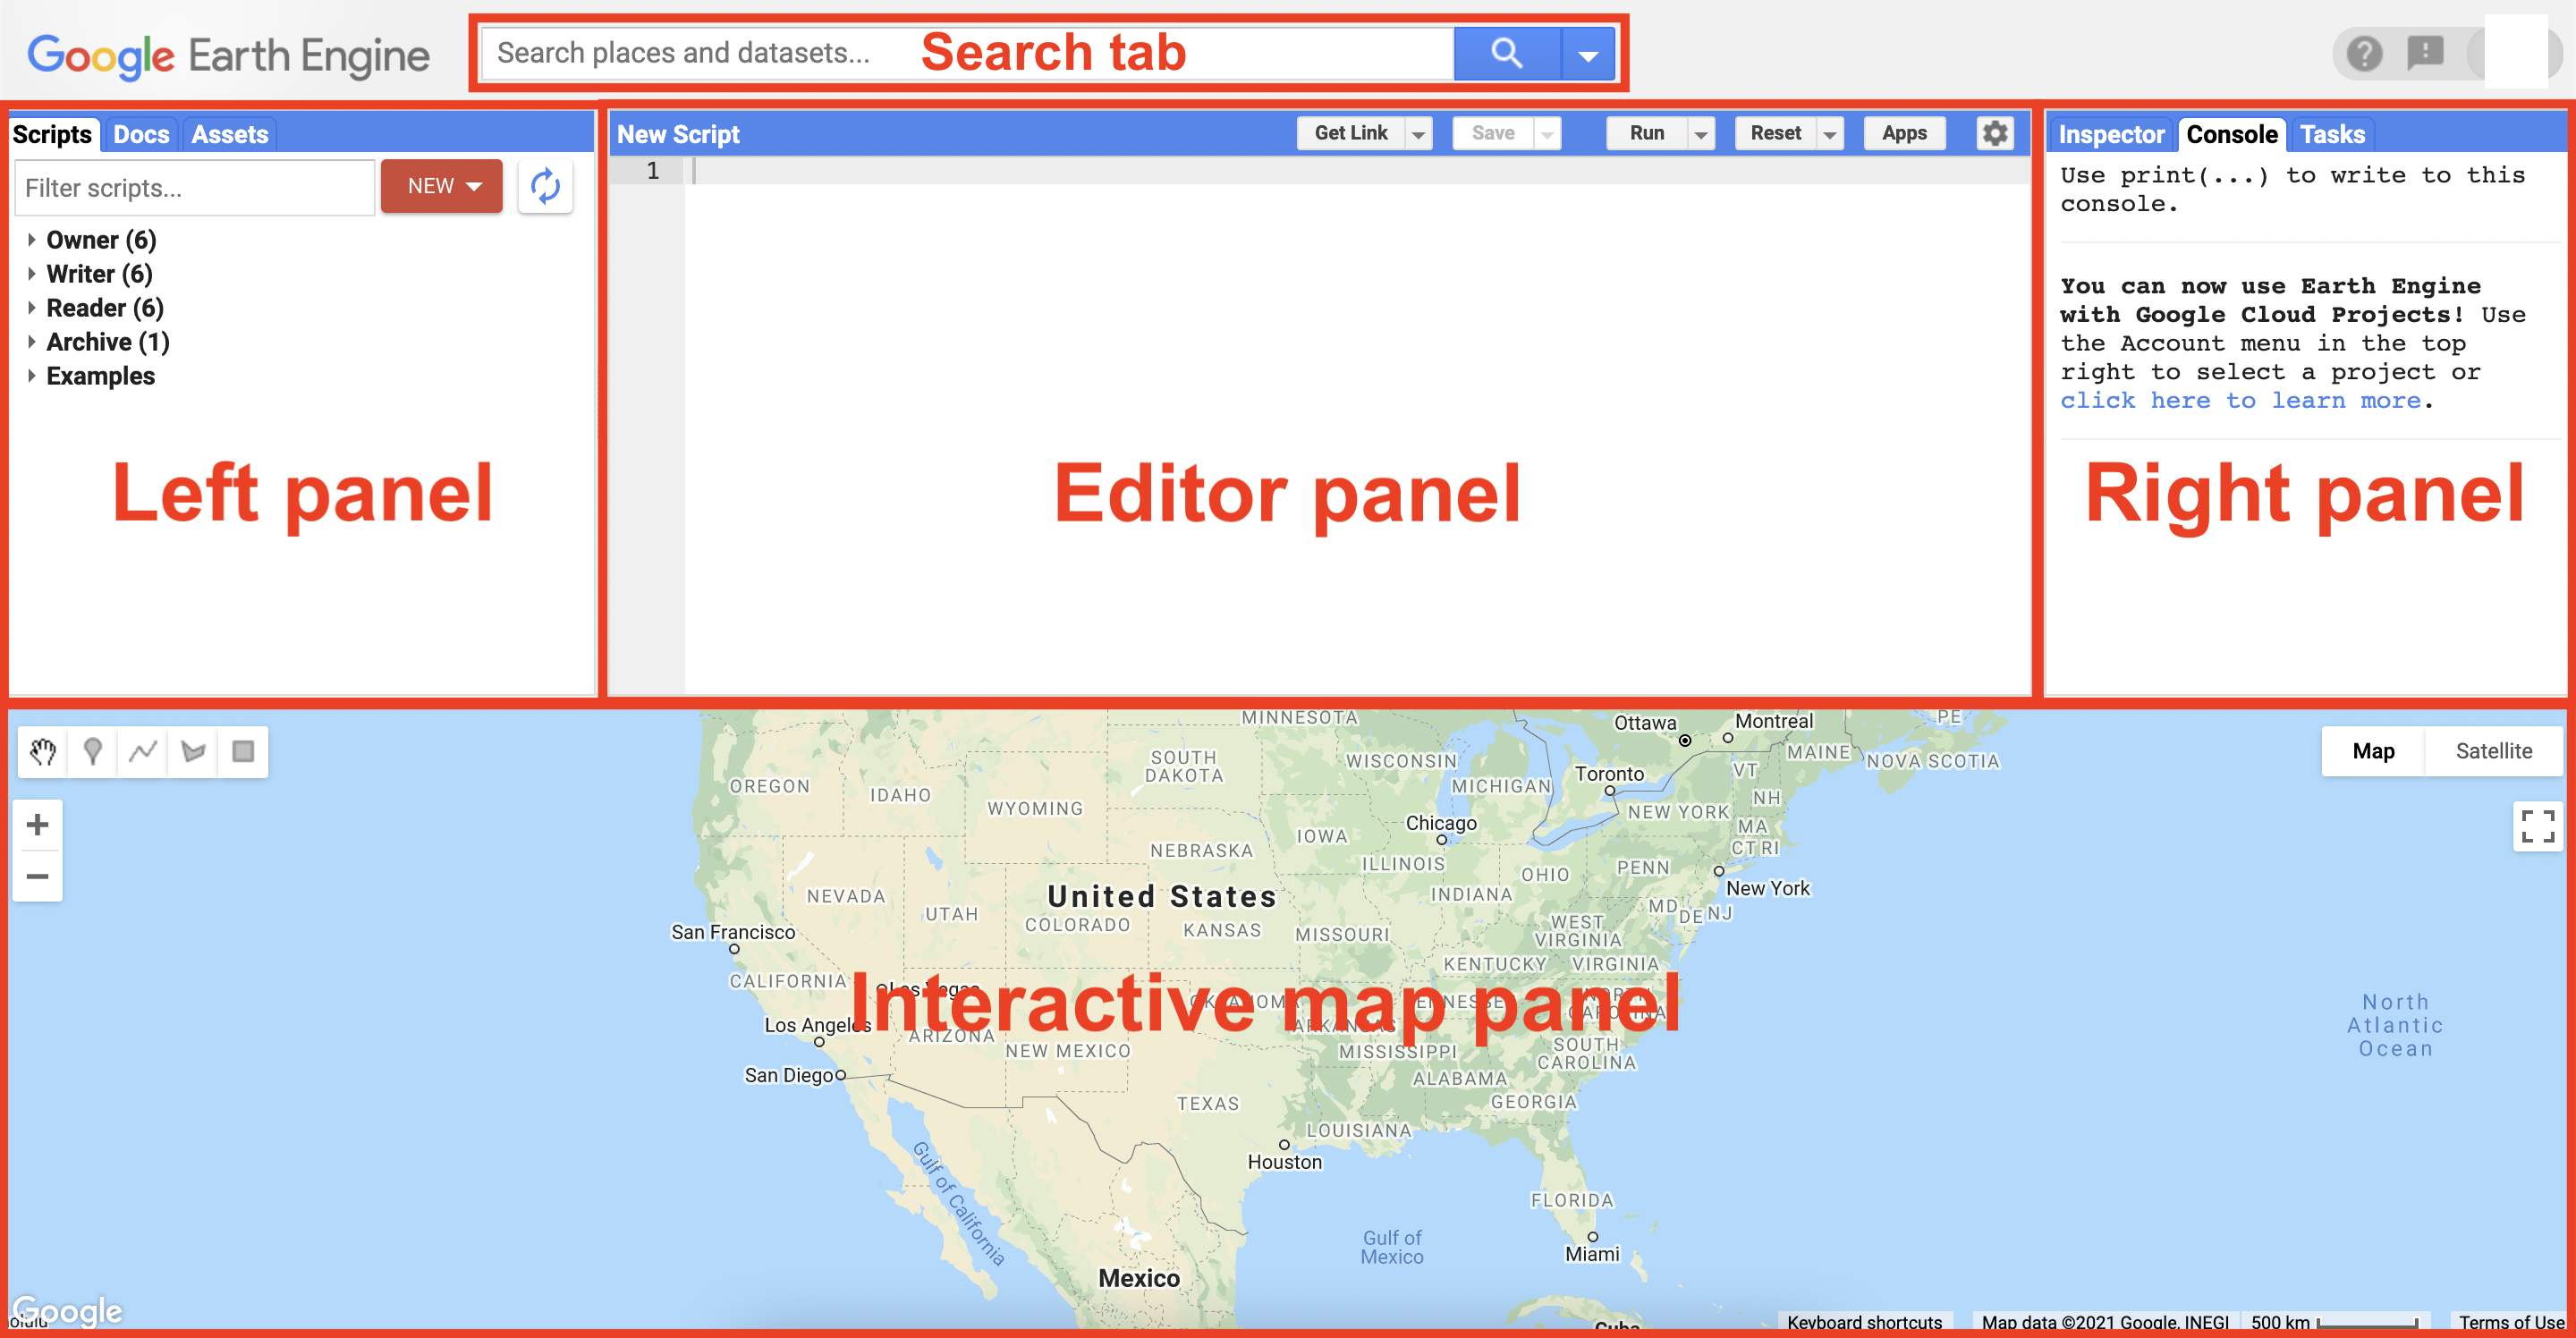 Google Earth Engine
Search places and datasets...
Search tab
Scripts Docs Assets
Filter scripts...
NEW
Owner (6)
Writer (6)
Reader (6)
Archive (1)
Examples
Left panel
New Script
Get Link
Save
Run
Reset
Apps
1
Editor panel
Inspector Console Tasks
Use print(...) to write to this
console.
You can now use Earth Engine
with Google Cloud Projects! Use
the Account menu in the top
right to select a project or
click here to learn more.
Right panel
Map Satellite
MINNESOTA
Ottawa
Montreal
PE
SOUTH
DAKOTA
WISCONSIN
MAINE
NOVA SCOTIA
OREGON
IDAHO
WYOMING
MICHIGAN
Toronto
VT
NH
NEW YORK
Chicago
IOWA
MA
CT RI
NEBRASKA
ILLINOIS
OHIO
PENN
New York
NEVADA
UTAH
United States
COLORADO
KANSAS
MISSOURI
INDIANA
MD
DE
NJ
WEST
VIRGINIA
San Francisco
KENTUCKY
VIRGINIA
CALIFORNIA
Las Vegas
Interactive map panel
OKLAHOMA
TENNESSEE
NORTH
CAROLINA
ARKANSAS
Los Angeles
ARIZONA
NEW MEXICO
MISSISSIPPI
SOUTH
CAROLINA
San Diego
ALABAMA
TEXAS
GEORGIA
LOUISIANA
Houston
North
Atlantic
Ocean
Gulf of California
FLORIDA
Gulf of
Mexico
Miami
Mexico
Cuba
Google
Keyboard shortcuts
Map data ©2021 Google, INEGI
500 km
Terms of Use